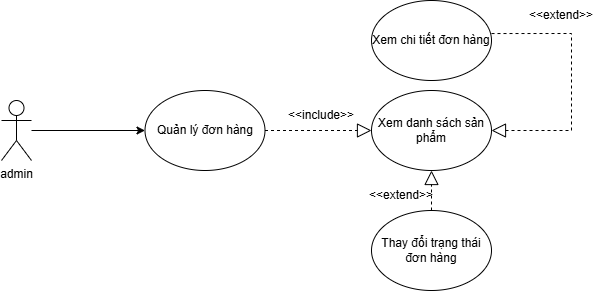 <<extend>>
Xem chi tiết đơn hàng
<<include>>
Quản lý đơn hàng
Xem danh sách sản
phẩm
admin
<<extend>>
Thay đổi trạng thái
đơn hàng